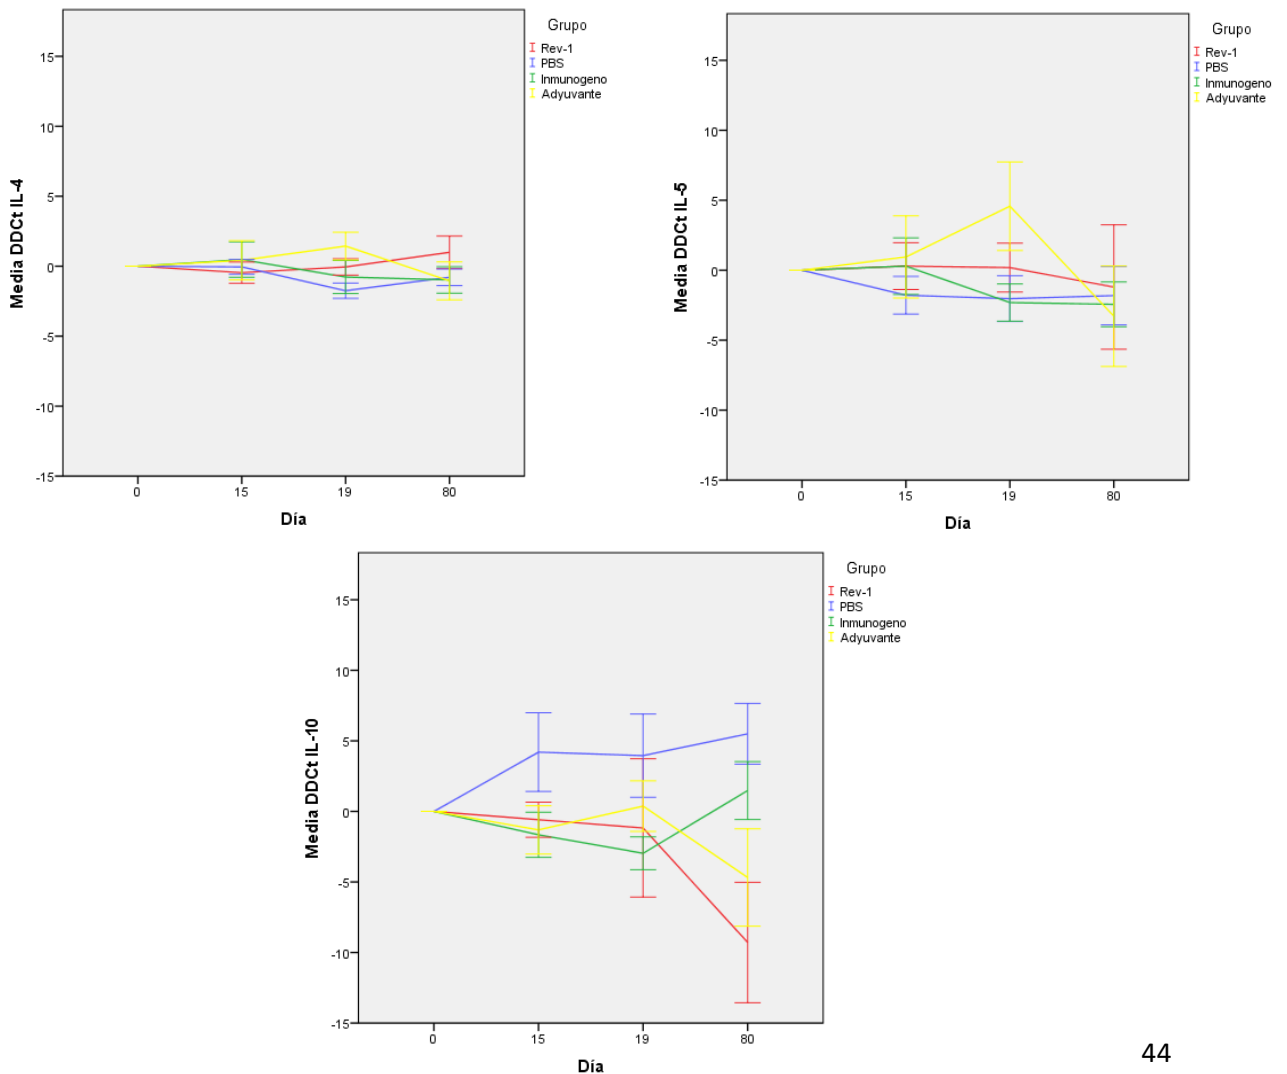 Media DDCt IL-4
15
10
5
0
-5
-10
-15
0 15 19 80
Día
Grupo
Rev-1
PBS
Inmunogeno
Adyuvante
Media DDCt IL-5
15
10
5
0
-5
-10
-15
0 15 19 80
Día
Grupo
Rev-1
PBS
Inmunogeno
Adyuvante
Media DDCt IL-10
15
10
5
0
-5
-10
-15
0 15 19 80
Día
Grupo
Rev-1
PBS
Inmunogeno
Adyuvante
44